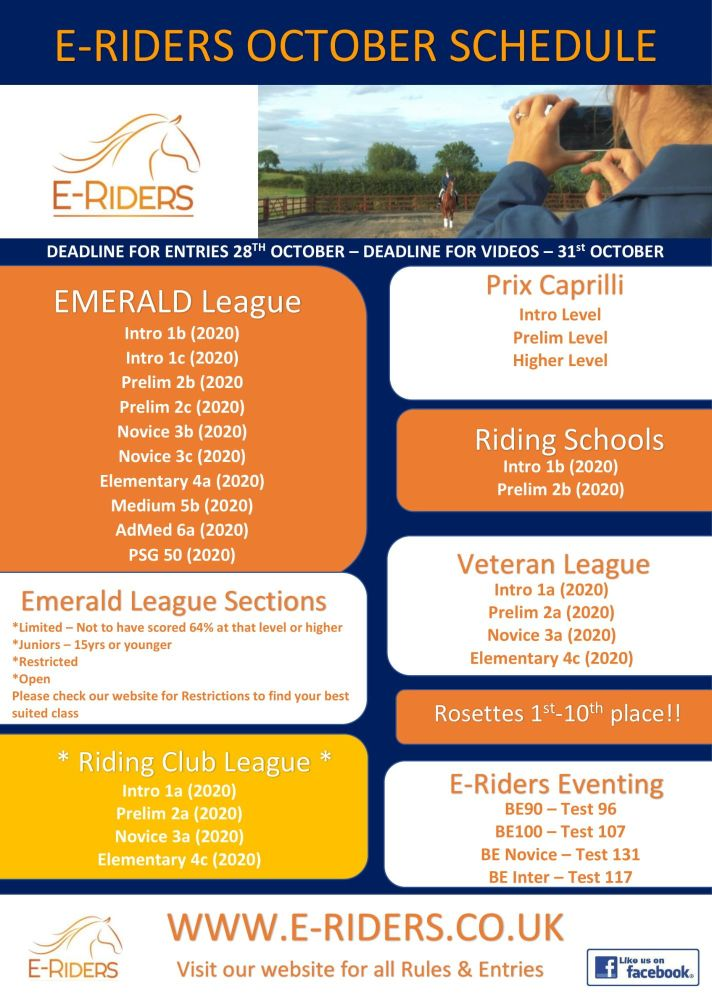 E-RIDERS OCTOBER SCHEDULE
E-RIDERS
DEADLINE FOR ENTRIES 28TH OCTOBER – DEADLINE FOR VIDEOS – 31st OCTOBER
EMERALD League
Intro 1b (2020)
Intro 1c (2020)
Prelim 2b (2020
Prelim 2c (2020)
Novice 3b (2020)
Novice 3c (2020)
Elementary 4a (2020)
Medium 5b (2020)
AdMed 6a (2020)
PSG 50 (2020)
Emerald League Sections
*Limited – Not to have scored 64% at that level or higher
*Juniors – 15yrs or younger
*Restricted
*Open
Please check our website for Restrictions to find your best
suited class
* Riding Club League *
Intro 1a (2020)
Prelim 2a (2020)
Novice 3a (2020)
Elementary 4c (2020)
Prix Caprilli
Intro Level
Prelim Level
Higher Level
Riding Schools
Intro 1b (2020)
Prelim 2b (2020)
Veteran League
Intro 1a (2020)
Prelim 2a (2020)
Novice 3a (2020)
Elementary 4c (2020)
Rosettes 1st-10th place!!
E-Riders Eventing
BE90 – Test 96
BE100 – Test 107
BE Novice – Test 131
BE Inter – Test 117
E-RIDERS
WWW.E-RIDERS.CO.UK
Visit our website for all Rules & Entries
Like us on
facebook®